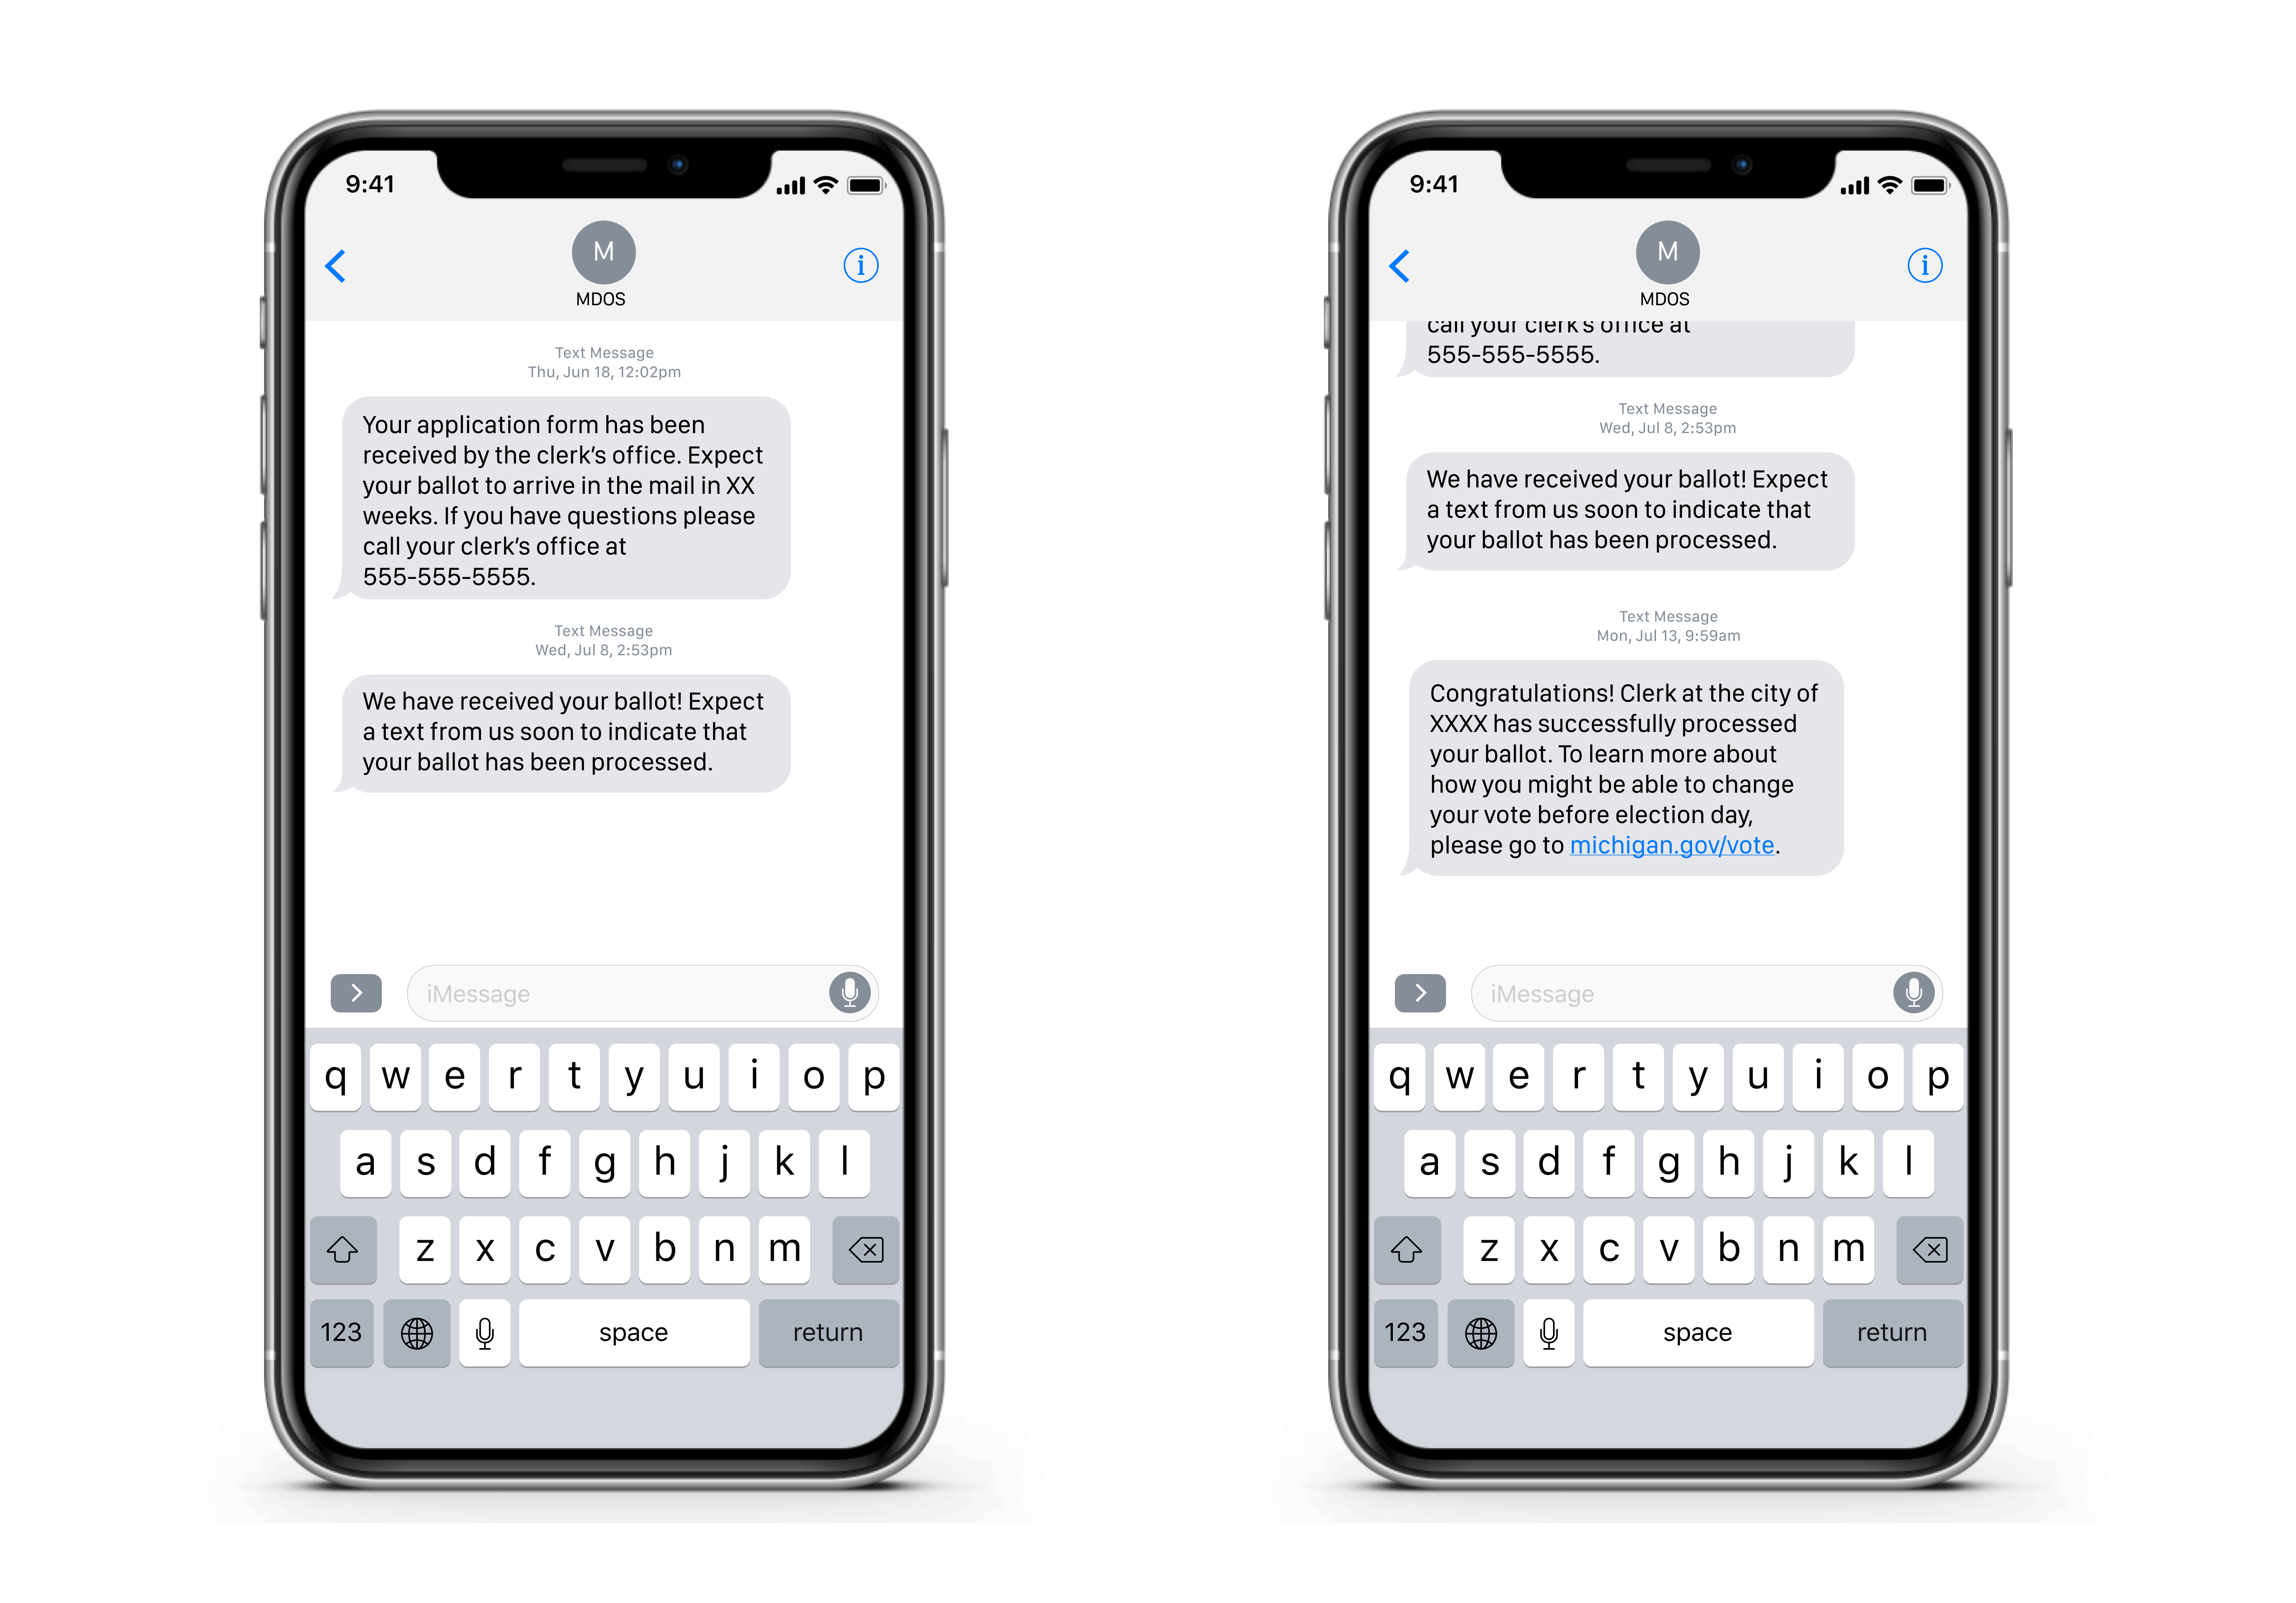 9:41
M
MDOS
Text Message
Thu, Jun 18, 12:02pm
Your application form has been
received by the clerk's office. Expect
your ballot to arrive in the mail in XX
weeks. If you have questions please
call your clerk's office at
555-555-5555.
Text Message
Wed, Jul 8, 2:53pm
We have received your ballot! Expect
a text from us soon to indicate that
your ballot has been processed.
iMessage
q w e r t y u i o p
a s d f g h j k l
z x c v b n m
123 space return
9:41
M
MDOS
call your clerk's office at
555-555-5555.
Text Message
Wed, Jul 8, 2:53pm
We have received your ballot! Expect
a text from us soon to indicate that
your ballot has been processed.
Text Message
Mon, Jul 13, 9:59am
Congratulations! Clerk at the city of
XXXX has successfully processed
your ballot. To learn more about
how you might be able to change
your vote before election day,
please go to michigan.gov/vote.
iMessage
q w e r t y u i o p
a s d f g h j k l
z x c v b n m
123 space return